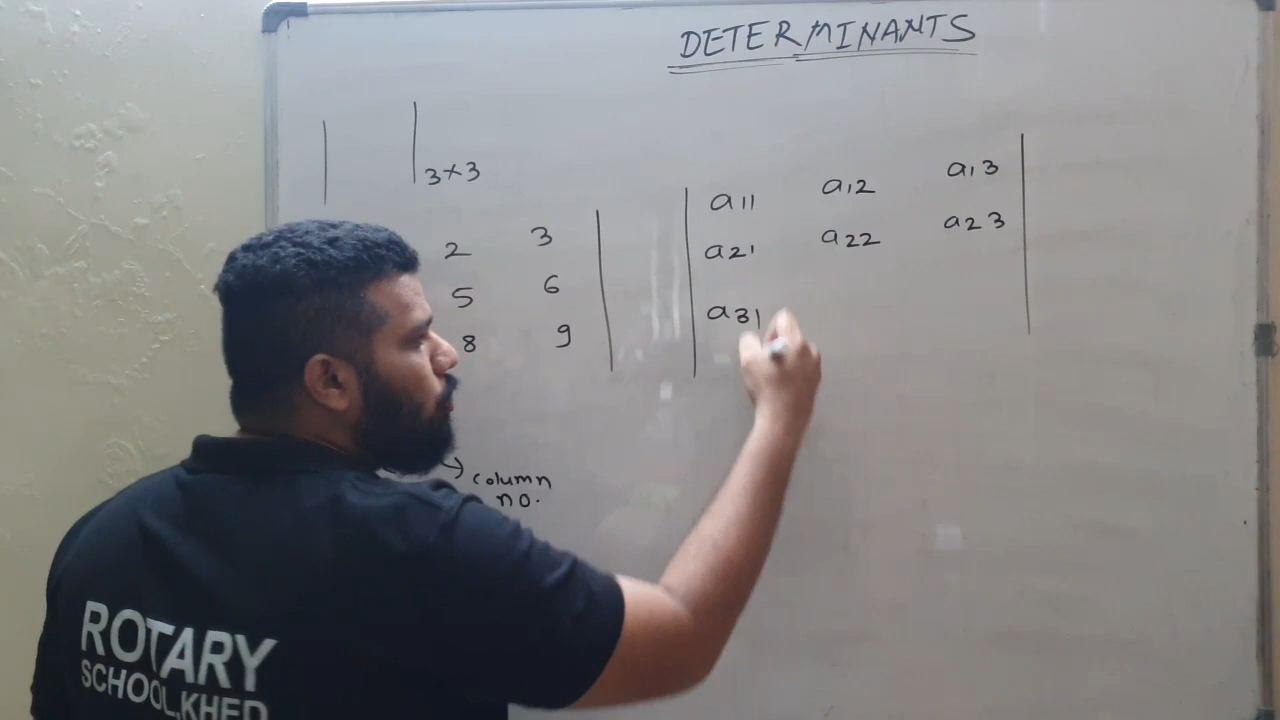 DETERMINANTS
3×3
2 3
5 6
8 9
a11 a12 a13
a21 a22 a23
a31
column
no.
ROTARY
SCHOOL,KHED